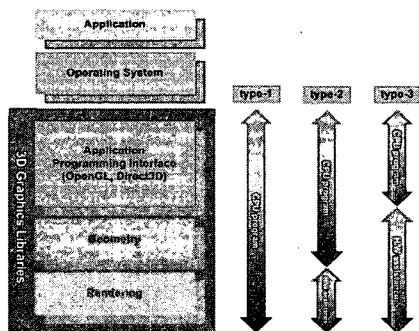 Application
Operating System
type-1
type-2
type-3
3D Graphics Libraries
Application
Programming Interface
(OpenGL, Direct3D)
Geometry
Rendering
CPU program
CPU program
CPU program